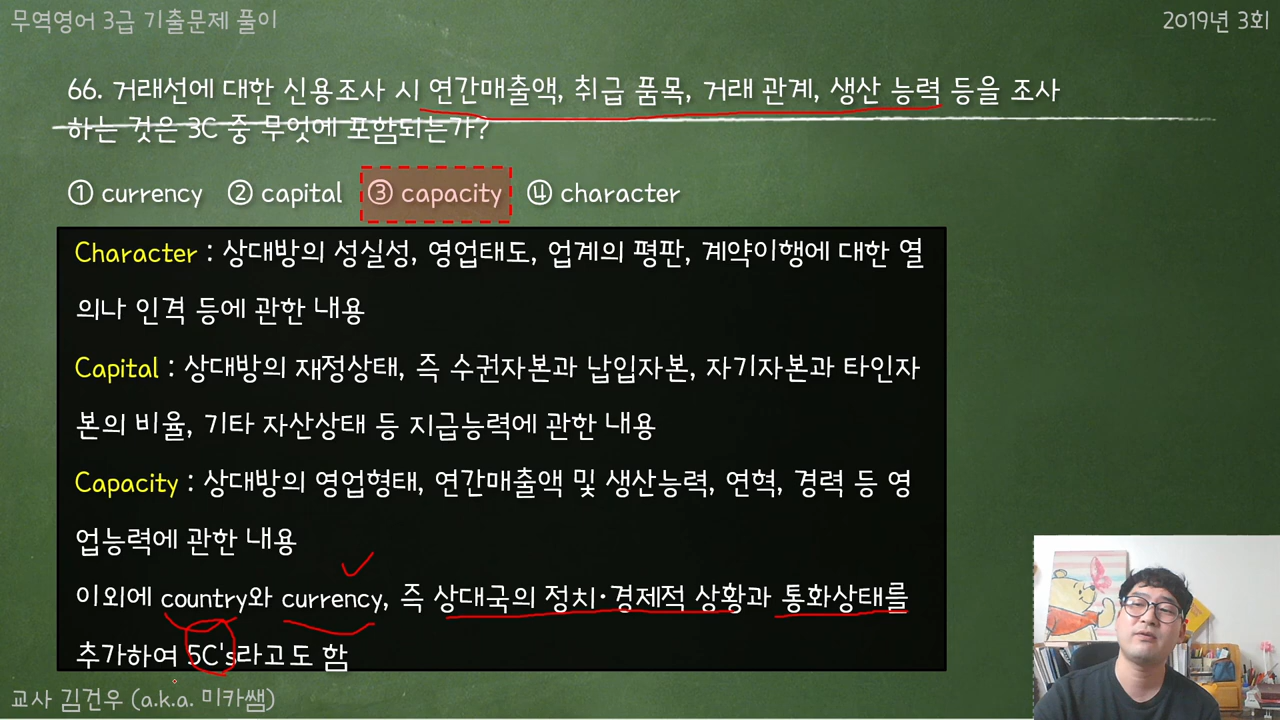 무역영어 3급 기출문제 풀이
2019년 3회
66. 거래선에 대한 신용조사 시 연간매출액, 취급 품목, 거래 관계, 생산 능력 등을 조사
하는 것은 3C 중 무엇에 포함되는가?
① currency ② capital ③ capacity ④ character
Character : 상대방의 성실성, 영업태도, 업계의 평판, 계약이행에 대한 열
의나 인격 등에 관한 내용
Capital : 상대방의 재정상태, 즉 수권자본과 납입자본, 자기자본과 타인자
본의 비율, 기타 자산상태 등 지급능력에 관한 내용
Capacity : 상대방의 영업형태, 연간매출액 및 생산능력, 연혁, 경력 등 영
업능력에 관한 내용
이외에 country와 currency, 즉 상대국의 정치·경제적 상황과 통화상태를
추가하여 5C's라고도 함
교사 김건우 (a.k.a. 미카쌤)